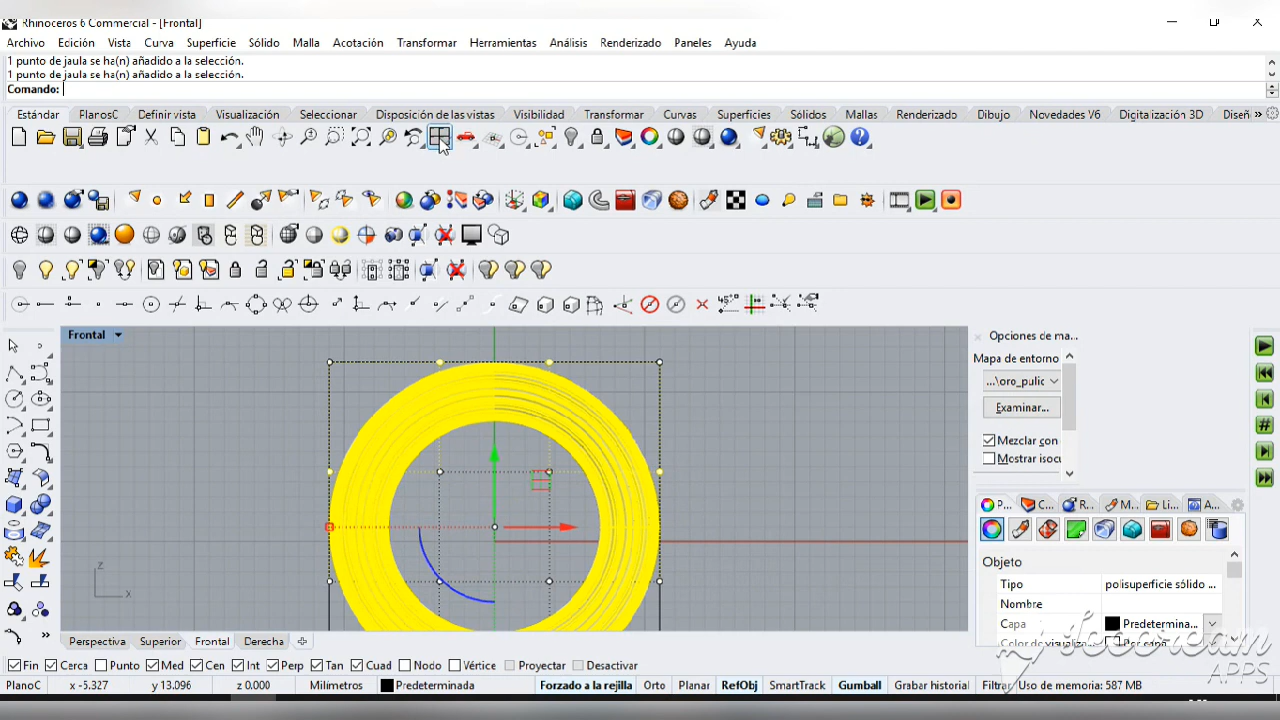 Rhinoceros 6 Commercial - [Frontal]
Archivo Edición Vista Curva Superficie Sólido Malla Acotación Transformar Herramientas Análisis Renderizado Paneles Ayuda
1 punto de jaula se ha(n) añadido a la selección.
1 punto de jaula se ha(n) añadido a la selección.
Comando:
Estándar PlanosC Definir vista Visualización Seleccionar Disposición de las vistas Visibilidad Transformar Curvas Superficies Sólidos Mallas Renderizado Dibujo Novedades V6 Digitalización 3D Diseñ »
45°
Frontal
Opciones de ma...
Mapa de entorno
...\oro_pulic
Examinar...
Mezclar con
Mostrar isocu
P... C... R... M... Li... A...
Objeto
Tipo polisuperficie sólido ...
Nombre
Capa Predetermina...
z
x
Perspectiva Superior Frontal Derecha
Fin Cerca Punto Med Cen Int Perp Tan Cuad Nodo Vértice Proyectar Desactivar
PlanoC x -5.327 y 13.096 z 0.000 Milímetros Predeterminada Forzado a la rejilla Orto Planar RefObj SmartTrack Gumball Grabar historial Filtrar Uso de memoria: 587 MB
APPS